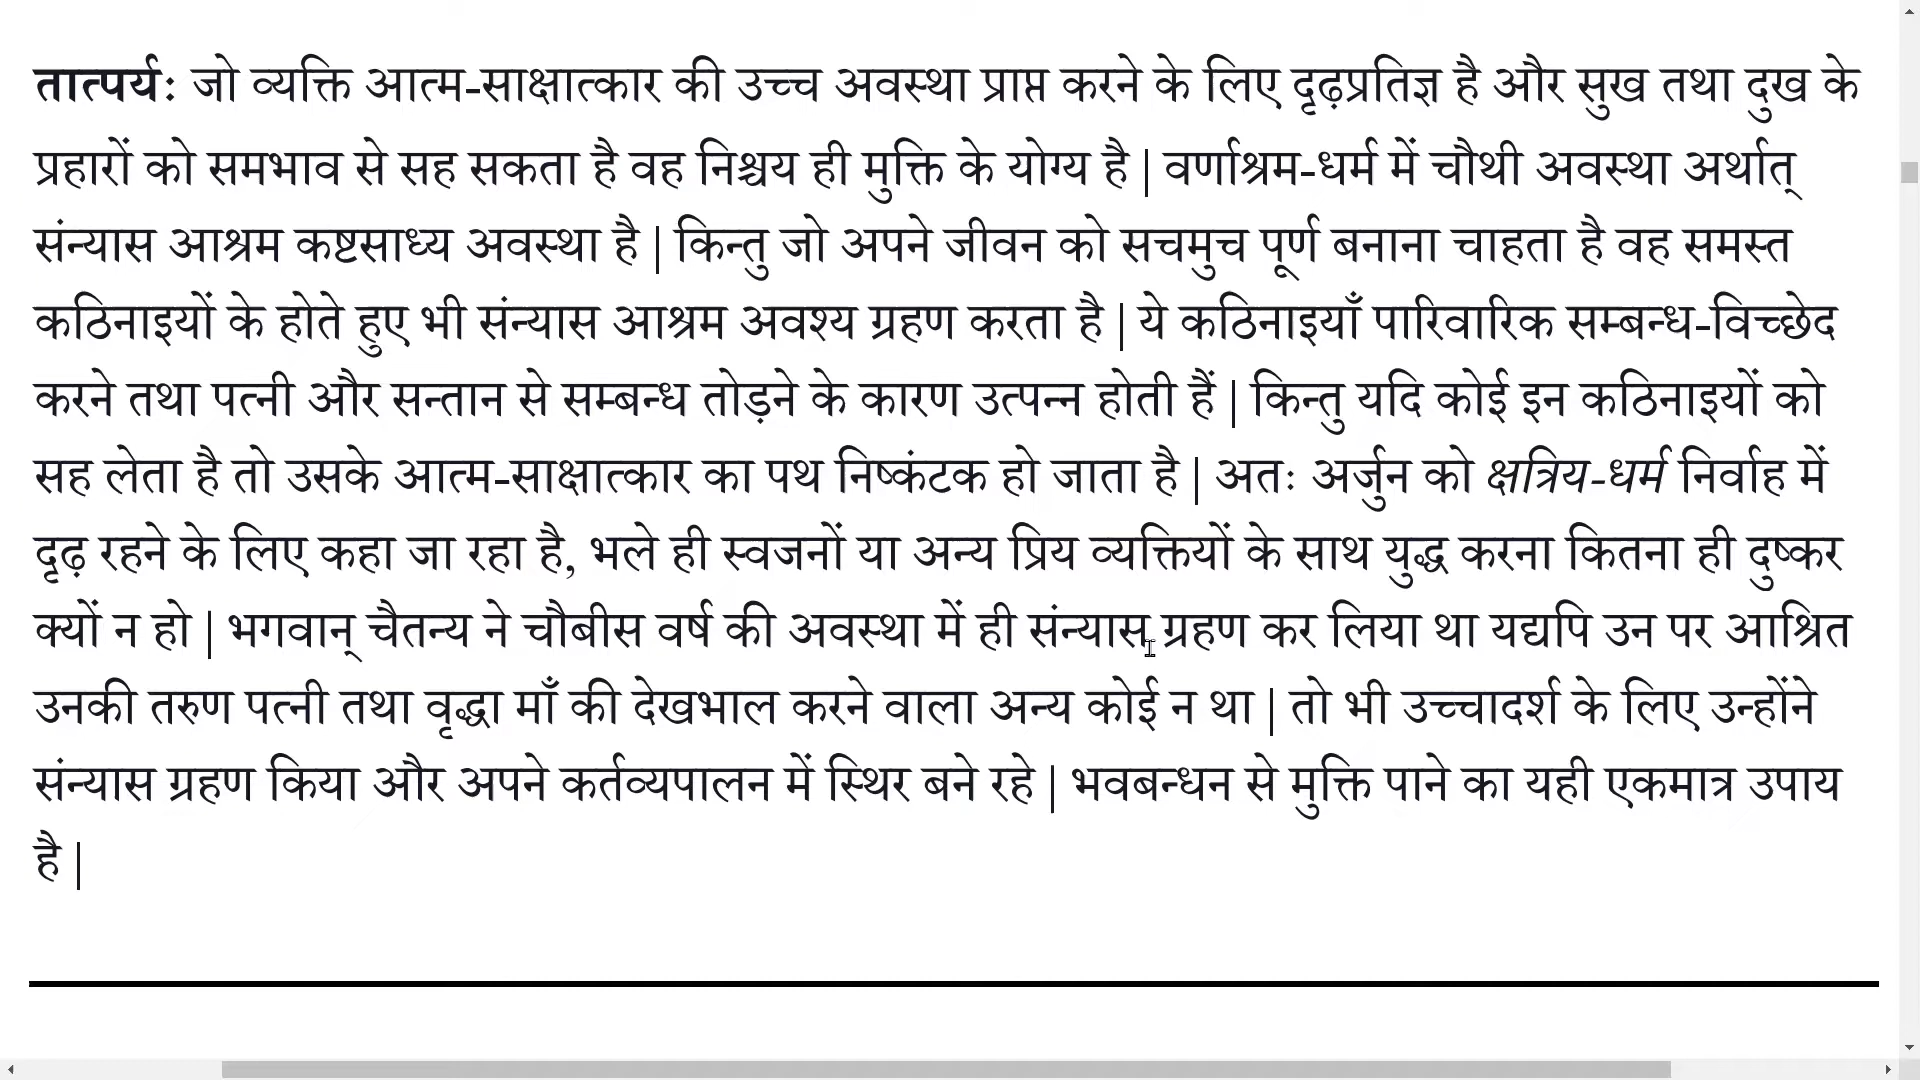 तात्पर्यः जो व्यक्ति आत्म-साक्षात्कार की उच्च अवस्था प्राप्त करने के लिए दृढ़प्रतिज्ञ है और सुख तथा दुख के
प्रहारों को समभाव से सह सकता है वह निश्चय ही मुक्ति के योग्य है | वर्णाश्रम-धर्म में चौथी अवस्था अर्थात्
संन्यास आश्रम कष्टसाध्य अवस्था है | किन्तु जो अपने जीवन को सचमुच पूर्ण बनाना चाहता है वह समस्त
कठिनाइयों के होते हुए भी संन्यास आश्रम अवश्य ग्रहण करता है | ये कठिनाइयाँ पारिवारिक सम्बन्ध-विच्छेद
करने तथा पत्नी और सन्तान से सम्बन्ध तोड़ने के कारण उत्पन्न होती हैं | किन्तु यदि कोई इन कठिनाइयों को
सह लेता है तो उसके आत्म-साक्षात्कार का पथ निष्कंटक हो जाता है | अतः अर्जुन को क्षत्रिय-धर्म निर्वाह में
दृढ़ रहने के लिए कहा जा रहा है, भले ही स्वजनों या अन्य प्रिय व्यक्तियों के साथ युद्ध करना कितना ही दुष्कर
क्यों न हो | भगवान् चैतन्य ने चौबीस वर्ष की अवस्था में ही संन्यास ग्रहण कर लिया था यद्यपि उन पर आश्रित
उनकी तरुण पत्नी तथा वृद्धा माँ की देखभाल करने वाला अन्य कोई न था | तो भी उच्चादर्श के लिए उन्होंने
संन्यास ग्रहण किया और अपने कर्तव्यपालन में स्थिर बने रहे | भवबन्धन से मुक्ति पाने का यही एकमात्र उपाय
है |